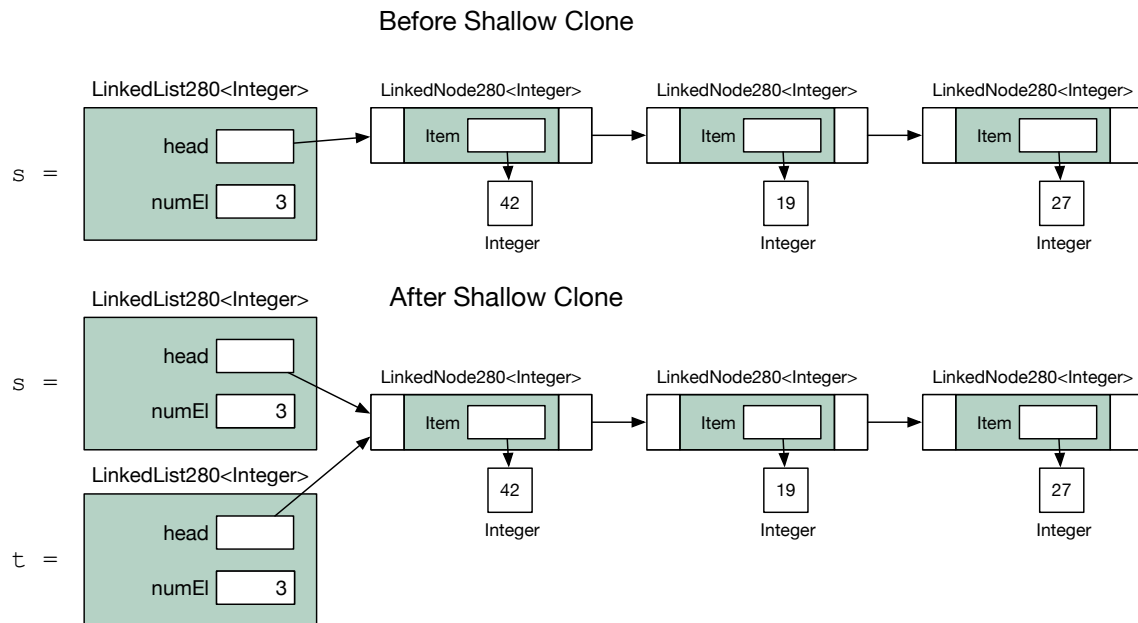 Before Shallow Clone
LinkedList280<Integer>
LinkedNode280<Integer>
LinkedNode280<Integer>
LinkedNode280<Integer>
s =
head
numEl
3
Item
Item
Item
42
19
27
Integer
Integer
Integer
After Shallow Clone
LinkedList280<Integer>
s =
head
numEl
3
LinkedNode280<Integer>
LinkedNode280<Integer>
LinkedNode280<Integer>
Item
Item
Item
42
19
27
Integer
Integer
Integer
LinkedList280<Integer>
t =
head
numEl
3